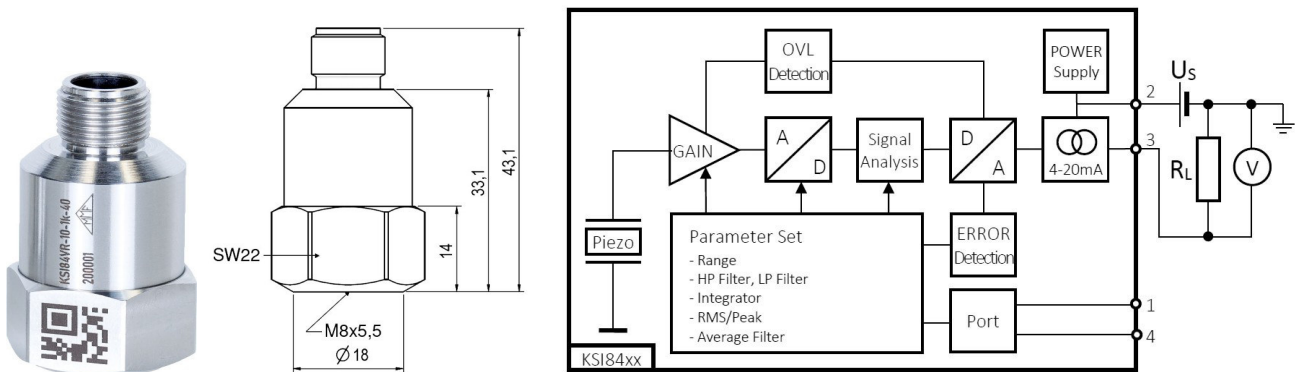 KSI84VR-10-1k-40
200001
MMF
43,1
33,1
14
SW22
M8x5,5
Ø 18
OVL
Detection
POWER
Supply
US
2
GAIN
A
D
Signal
Analysis
D
A
4-20mA
3
RL
V
Piezo
Parameter Set
- Range
- HP Filter, LP Filter
- Integrator
- RMS/Peak
- Average Filter
ERROR
Detection
Port
1
4
KSI84xx